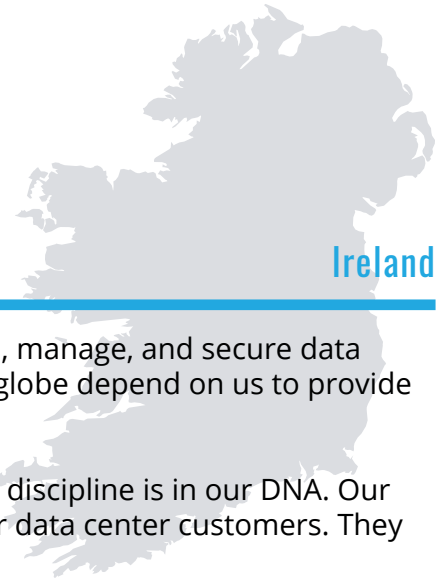 Ireland
, manage, and secure data
globe depend on us to provide
discipline is in our DNA. Our
r data center customers. They